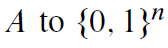 A to {0, 1}ⁿ